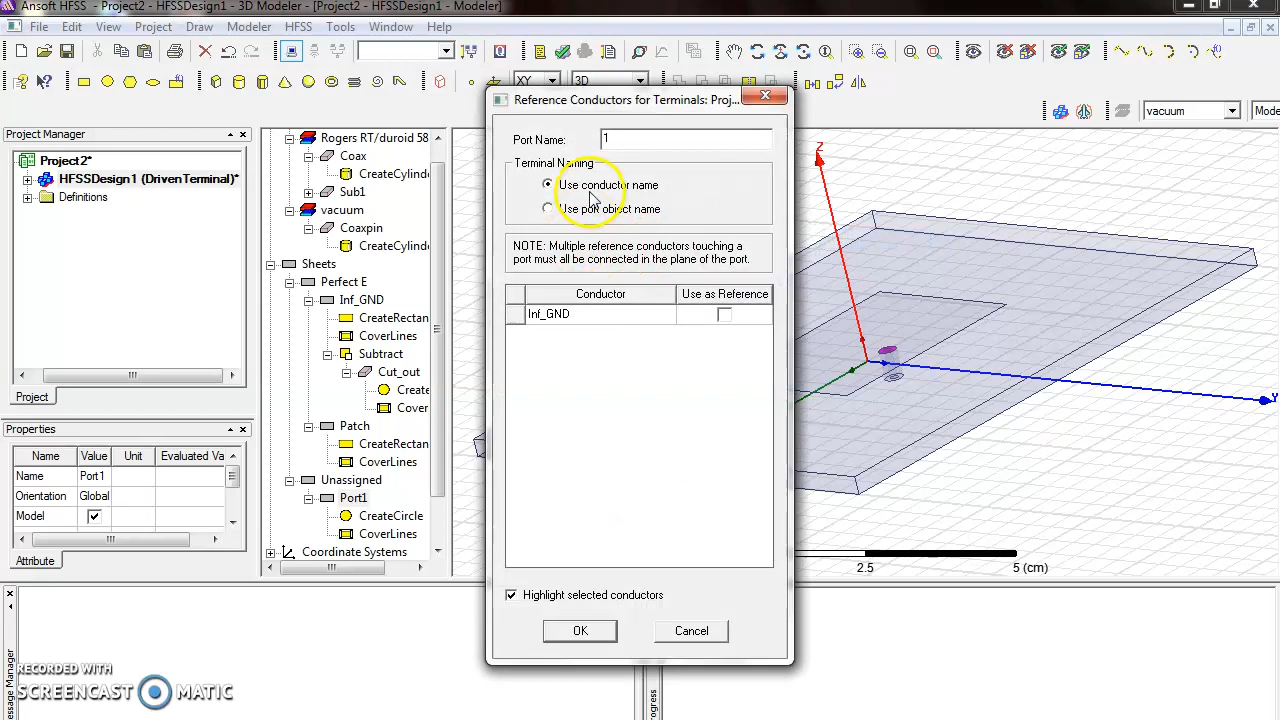 Ansoft HFSS - Project2 - HFSSDesign1 - 3D Modeler - [Project2 - HFSSDesign1 - Modeler]
File Edit View Project Draw Modeler HFSS Tools Window Help
XY 3D
vacuum Mode
Project Manager
Project2*
HFSSDesign1 (DrivenTerminal)*
Definitions
Project
Properties
Name Value Unit Evaluated Va
Name Port1
Orientation Global
Model
Attribute
Rogers RT/duroid 58
Coax
CreateCylind
Sub1
vacuum
Coaxpin
CreateCylind
Sheets
Perfect E
Inf_GND
CreateRectan
CoverLines
Subtract
Cut_out
Create
Cover
Patch
CreateRectan
CoverLines
Unassigned
Port1
CreateCircle
CoverLines
Coordinate Systems
Reference Conductors for Terminals: Proj...
Port Name: 1
Terminal Naming
Use conductor name
Use port object name
NOTE: Multiple reference conductors touching a
port must all be connected in the plane of the port.
Conductor Use as Reference
Inf_GND
Highlight selected conductors
OK Cancel
Z
Y
2.5 5 (cm)
RECORDED WITH
SCREENCAST MATIC
essage Manager
rogress